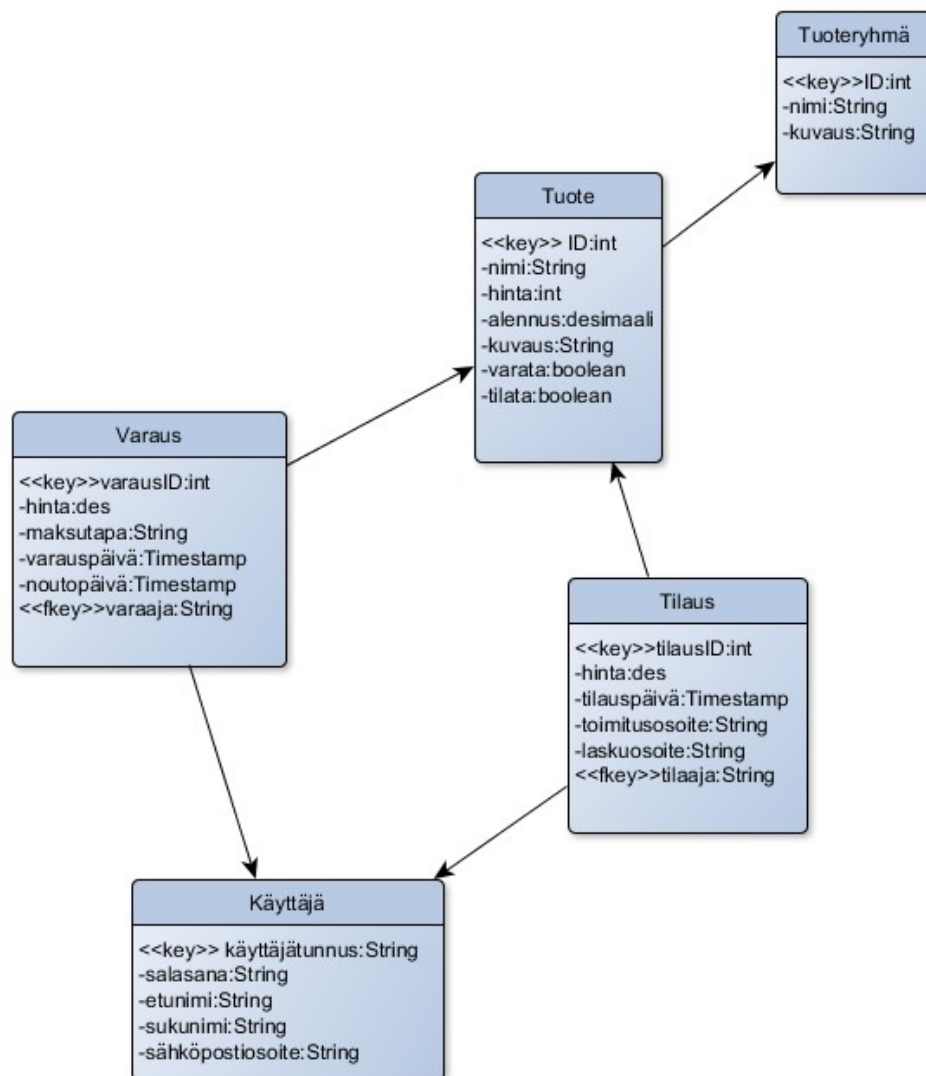 Tuoteryhmä
<<key>>ID:int
-nimi:String
-kuvaus:String
Tuote
<<key>> ID:int
-nimi:String
-hinta:int
-alennus:desimaali
-kuvaus:String
-varata:boolean
-tilata:boolean
Varaus
<<key>>varausID:int
-hinta:des
-maksutapa:String
-varauspäivä:Timestamp
-noutopäivä:Timestamp
<<fkey>>varaaja:String
Tilaus
<<key>>tilausID:int
-hinta:des
-tilauspäivä:Timestamp
-toimitusosoite:String
-laskuosoite:String
<<fkey>>tilaaja:String
Käyttäjä
<<key>> käyttäjätunnus:String
-salasana:String
-etunimi:String
-sukunimi:String
-sähköpostiosoite:String